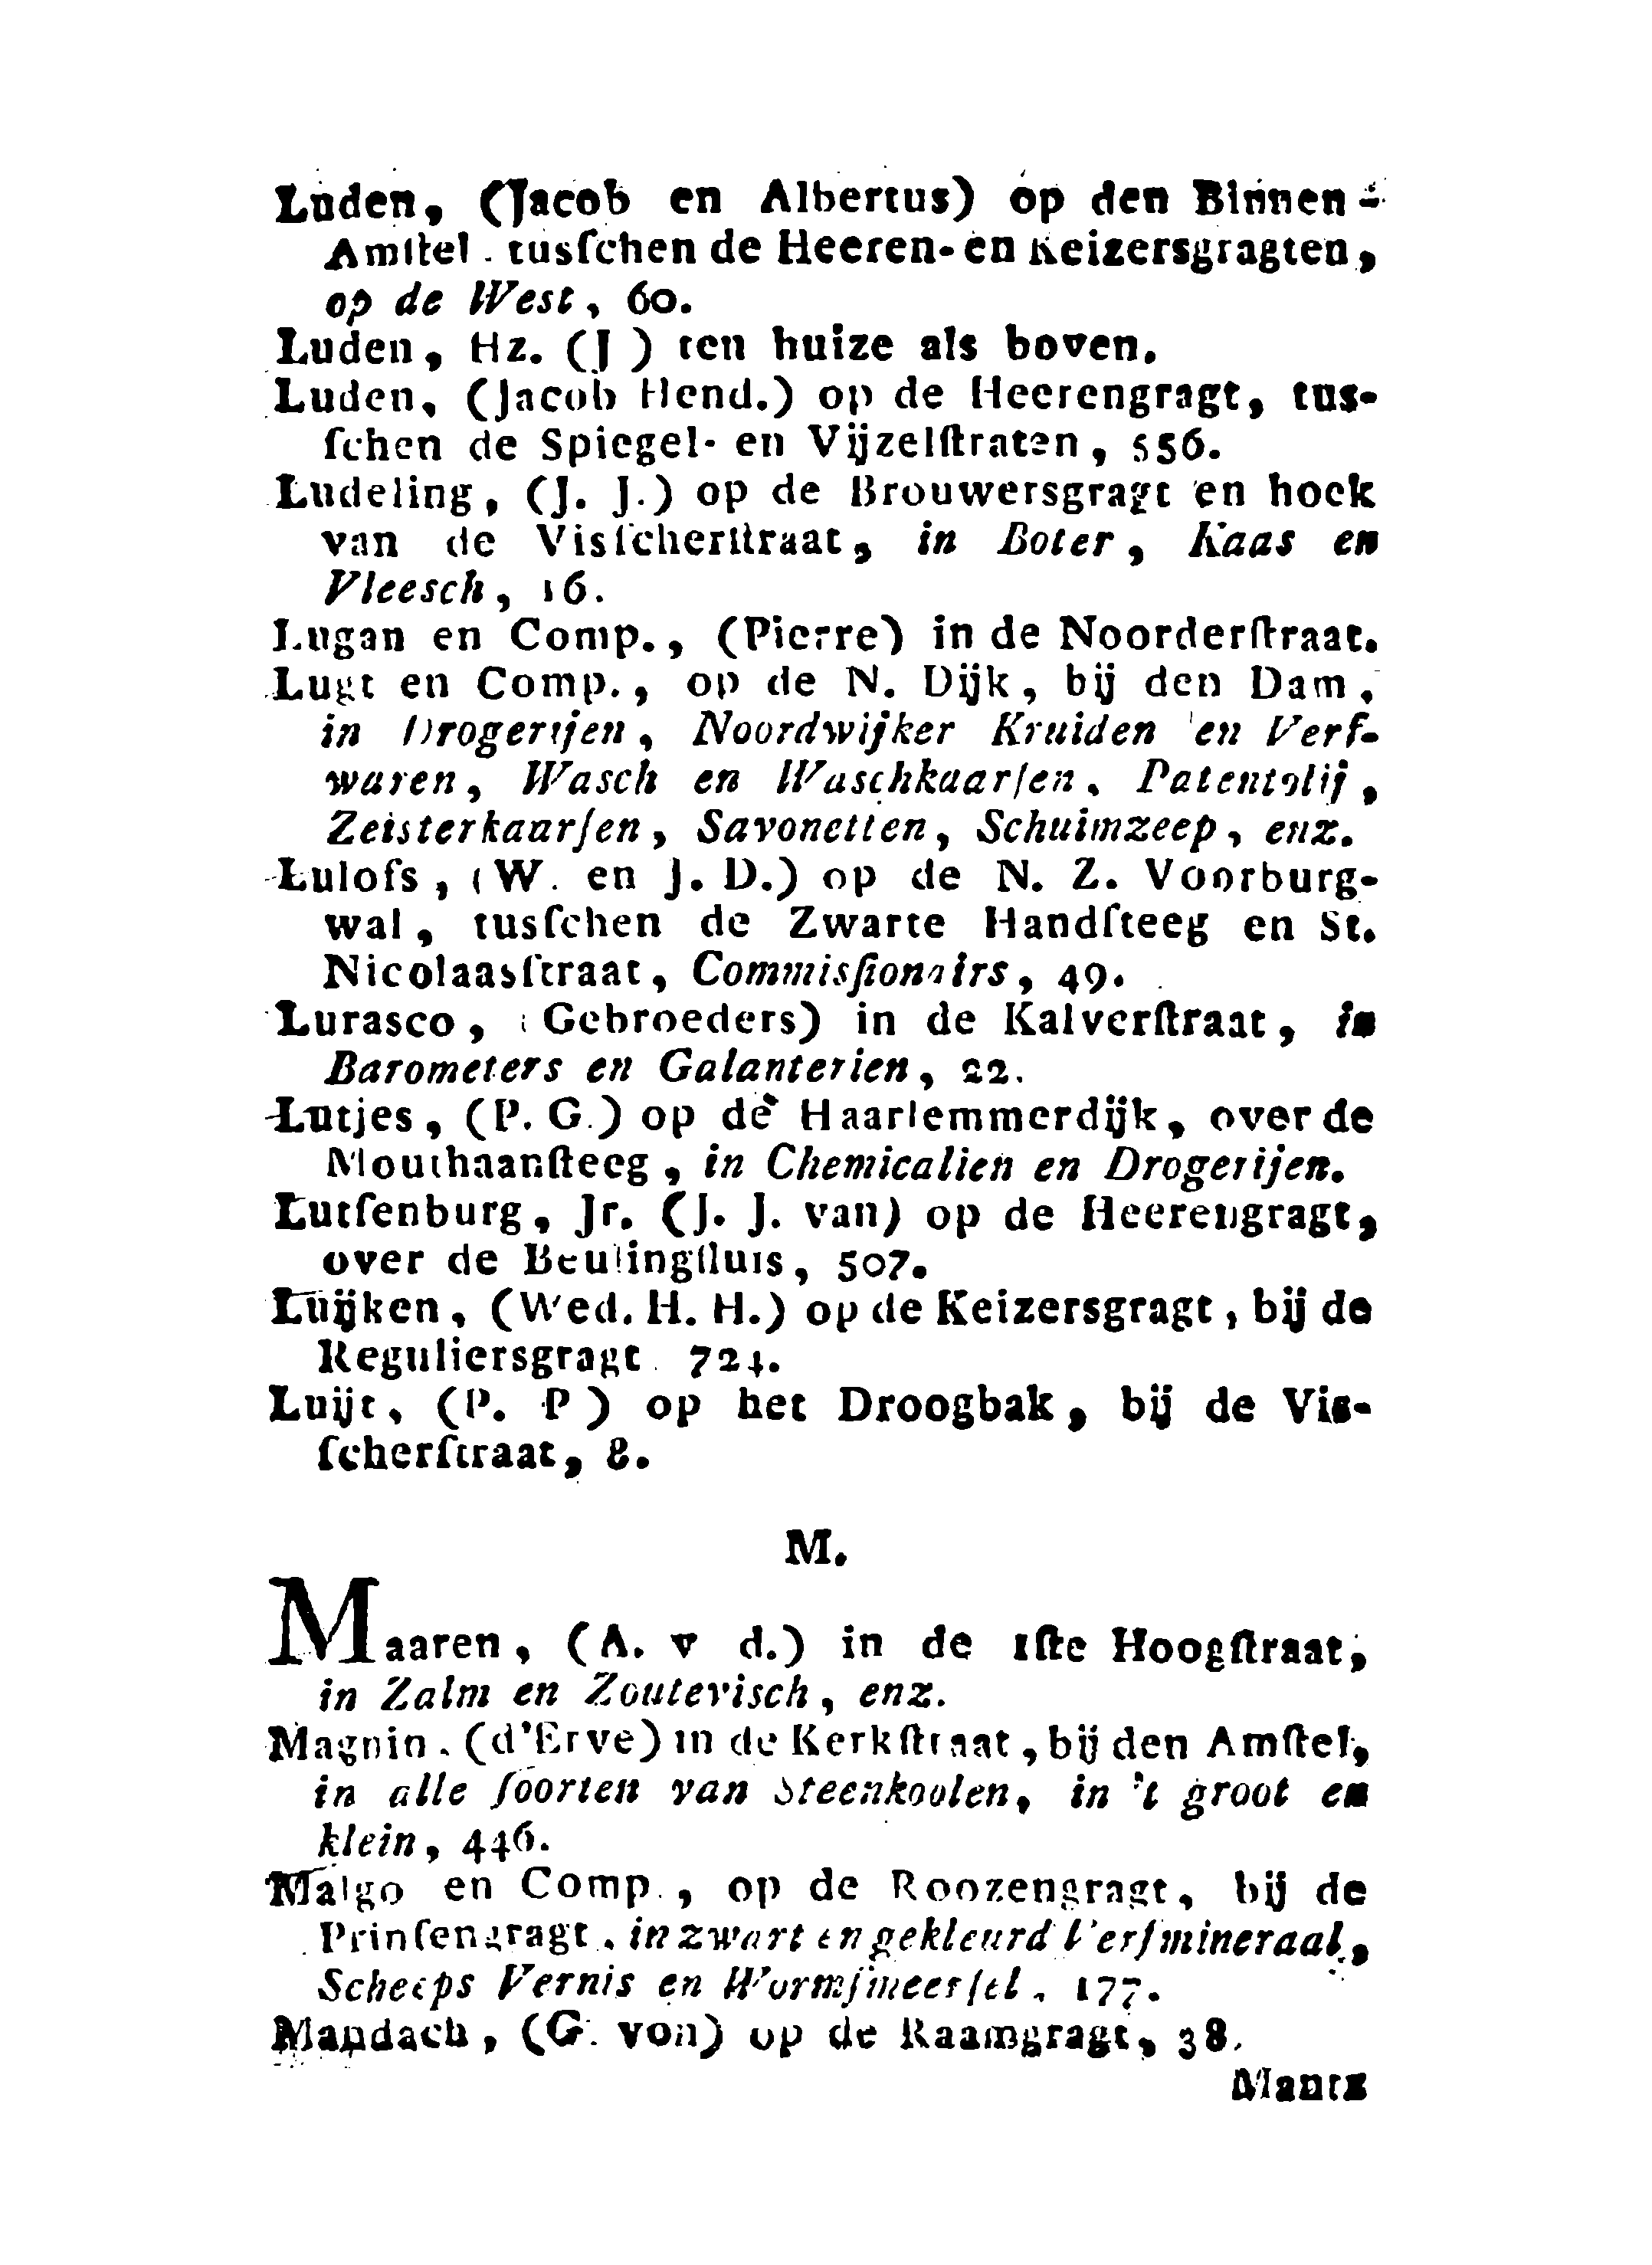 Luden, (Jacob en Albertus) op den Binnen-
Amſtel. tusſchen de Heeren- en Keizersgragten,
op de West, 60.
Luden, Hz. (J ) ten huize als boven.
Luden, (Jacob Hend.) op de Heerengragt, tus-
ſchen de Spiegel- en Vijzelſtraten, 556.
Ludeling, (J. J.) op de Brouwersgragt en hoek
van de Visſcherſtraat, in Boter, Kaas en
Vleesch, 16.
Lugan en Comp., (Pierre) in de Noorderſtraat.
Lugt en Comp., op de N. Dijk, bij den Dam,
in Drogerijen, Noordwijker Kruiden en Verf-
waren, Wasch en Waschkaarſen, Patentolij,
Zeisterkaarſen, Savonetten, Schuimzeep, enz.
Lulofs, (W. en J. D.) op de N. Z. Voorburg-
wal, tusſchen de Zwarte Handſteeg en St.
Nicolaasſtraat, Commisſionairs, 49.
Lurasco, (Gebroeders) in de Kalverſtraat, in
Barometers en Galanterien, 22.
Lutjes, (P. G.) op de Haarlemmerdijk, over de
Mouthaanſteeg, in Chemicalien en Drogerijen.
Lutſenburg, Jr. (J. J. van) op de Heerengragt,
over de Beulingſluis, 507.
Luijken, (Wed. H. H.) op de Keizersgragt, bij de
Reguliersgragt. 724.
Luijt, (P. P ) op het Droogbak, bij de Vis-
ſcherſtraat, 8.
M.
Maaren, (A. v d.) in de 1ſte Hoogſtraat,
in Zalm en Zoutevisch, enz.
Magnin, (d'Erve) in de Kerkſtraat, bij den Amſtel,
in alle ſoorten van Steenkoolen, in 't groot en
klein, 446.
Malgo en Comp., op de Roozengragt, bij de
Prinſengragt, in zwart en gekleurd Verfmineraal,
Scheeps Vernis en Wormſmeerſel, 177.
Mandach, (G. von) op de Raamgragt, 38.
Mantz